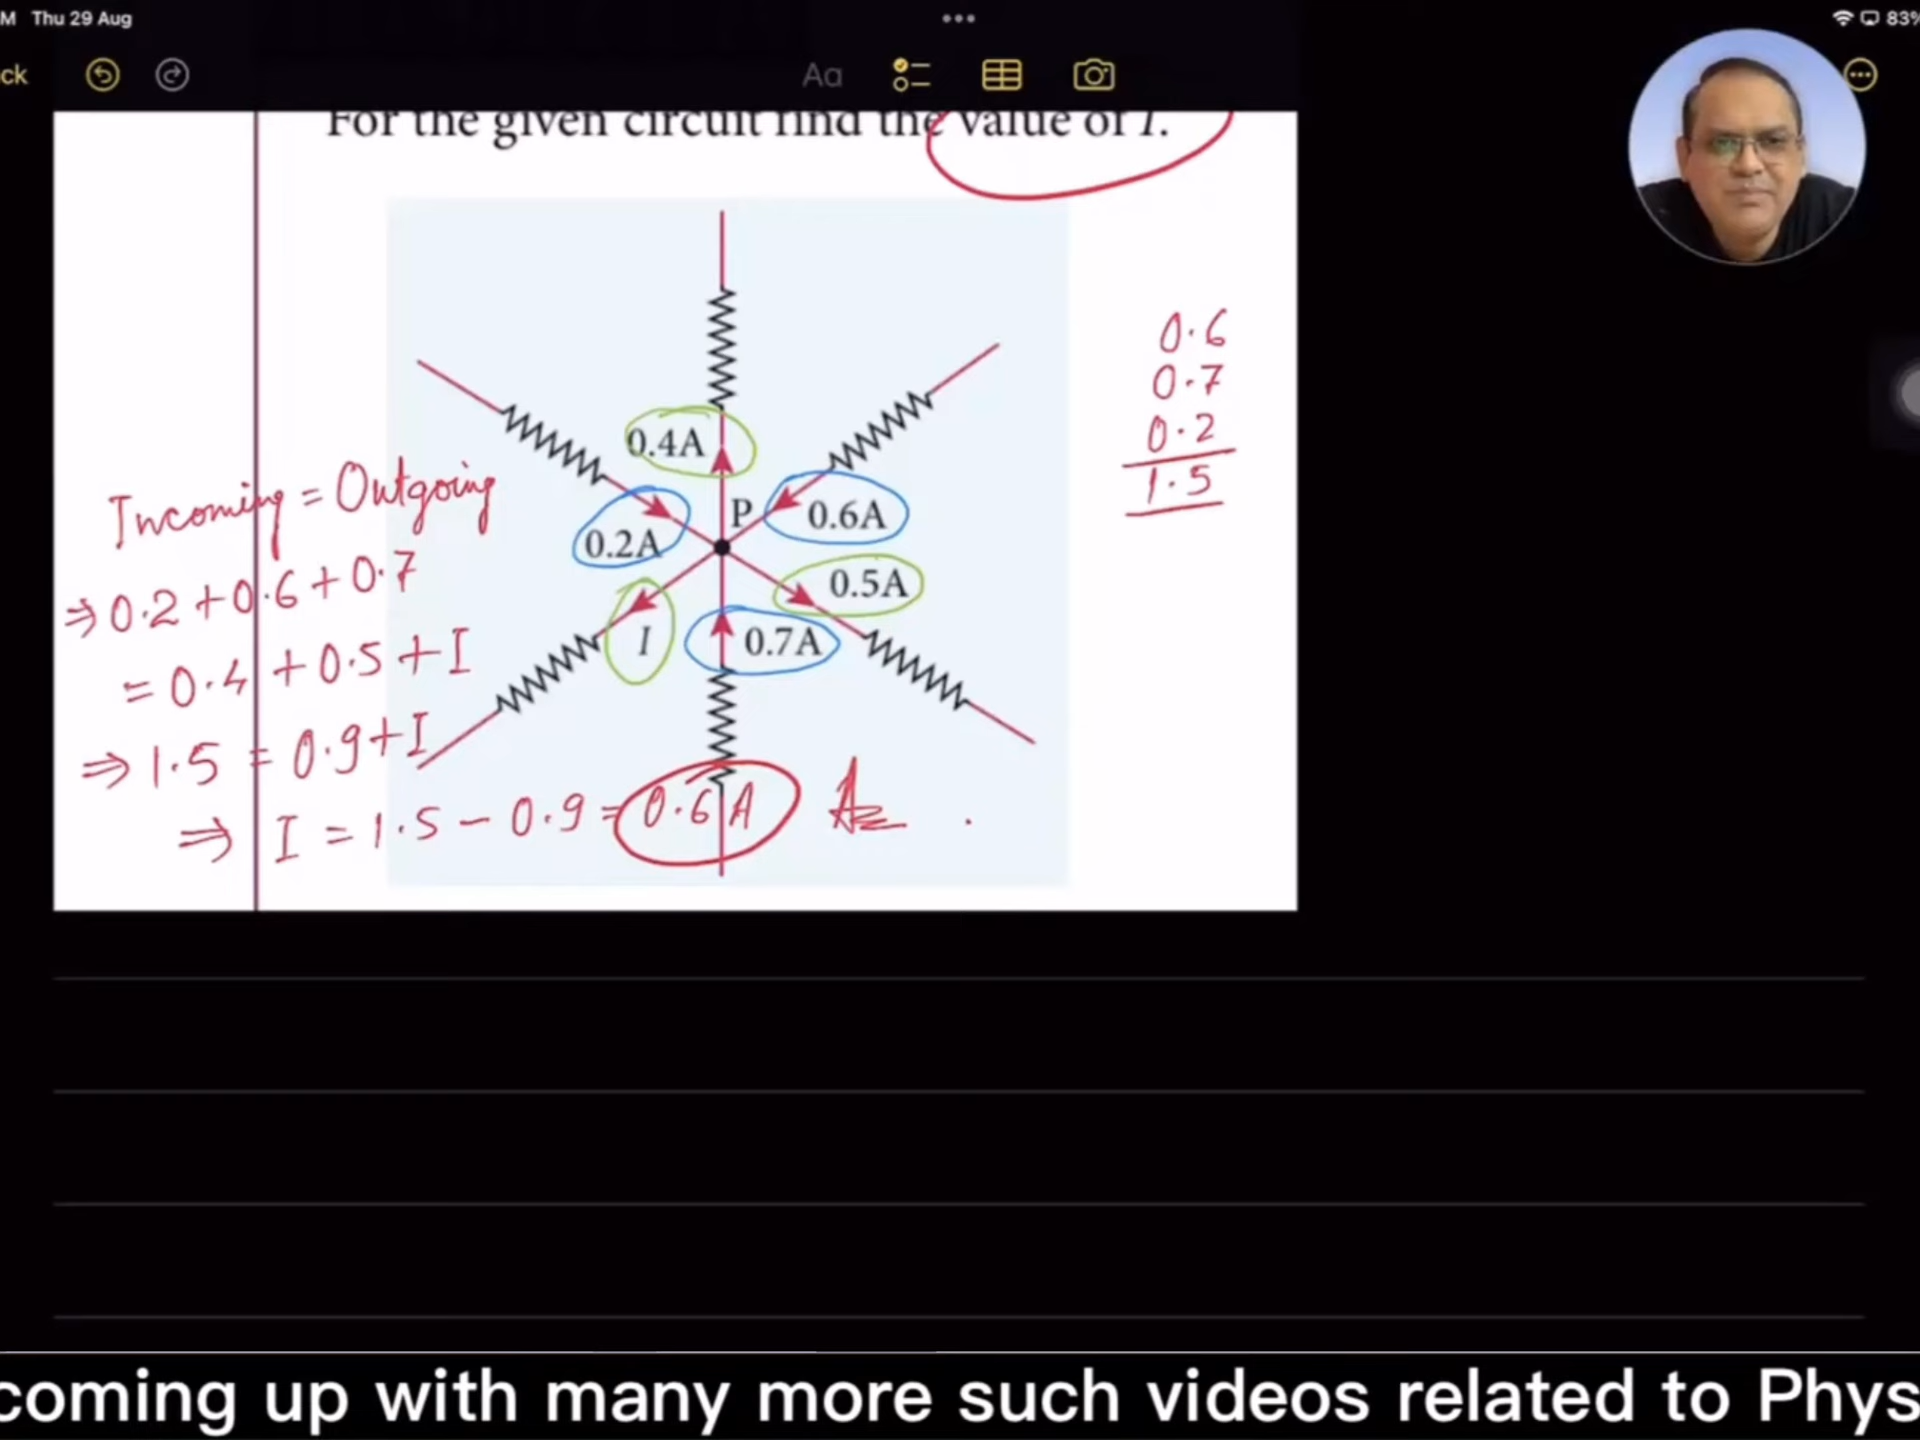 M Thu 29 Aug
83%
ck
Aa
For the given circuit find the value of I.
0.4A
0.2A
P
0.6A
0.5A
I
0.7A
Incoming = Outgoing
⇒ 0.2 + 0.6 + 0.7
= 0.4 + 0.5 + I
⇒ 1.5 = 0.9 + I
⇒ I = 1.5 - 0.9 = 0.6 A
0.6
0.7
0.2
1.5
coming up with many more such videos related to Phys